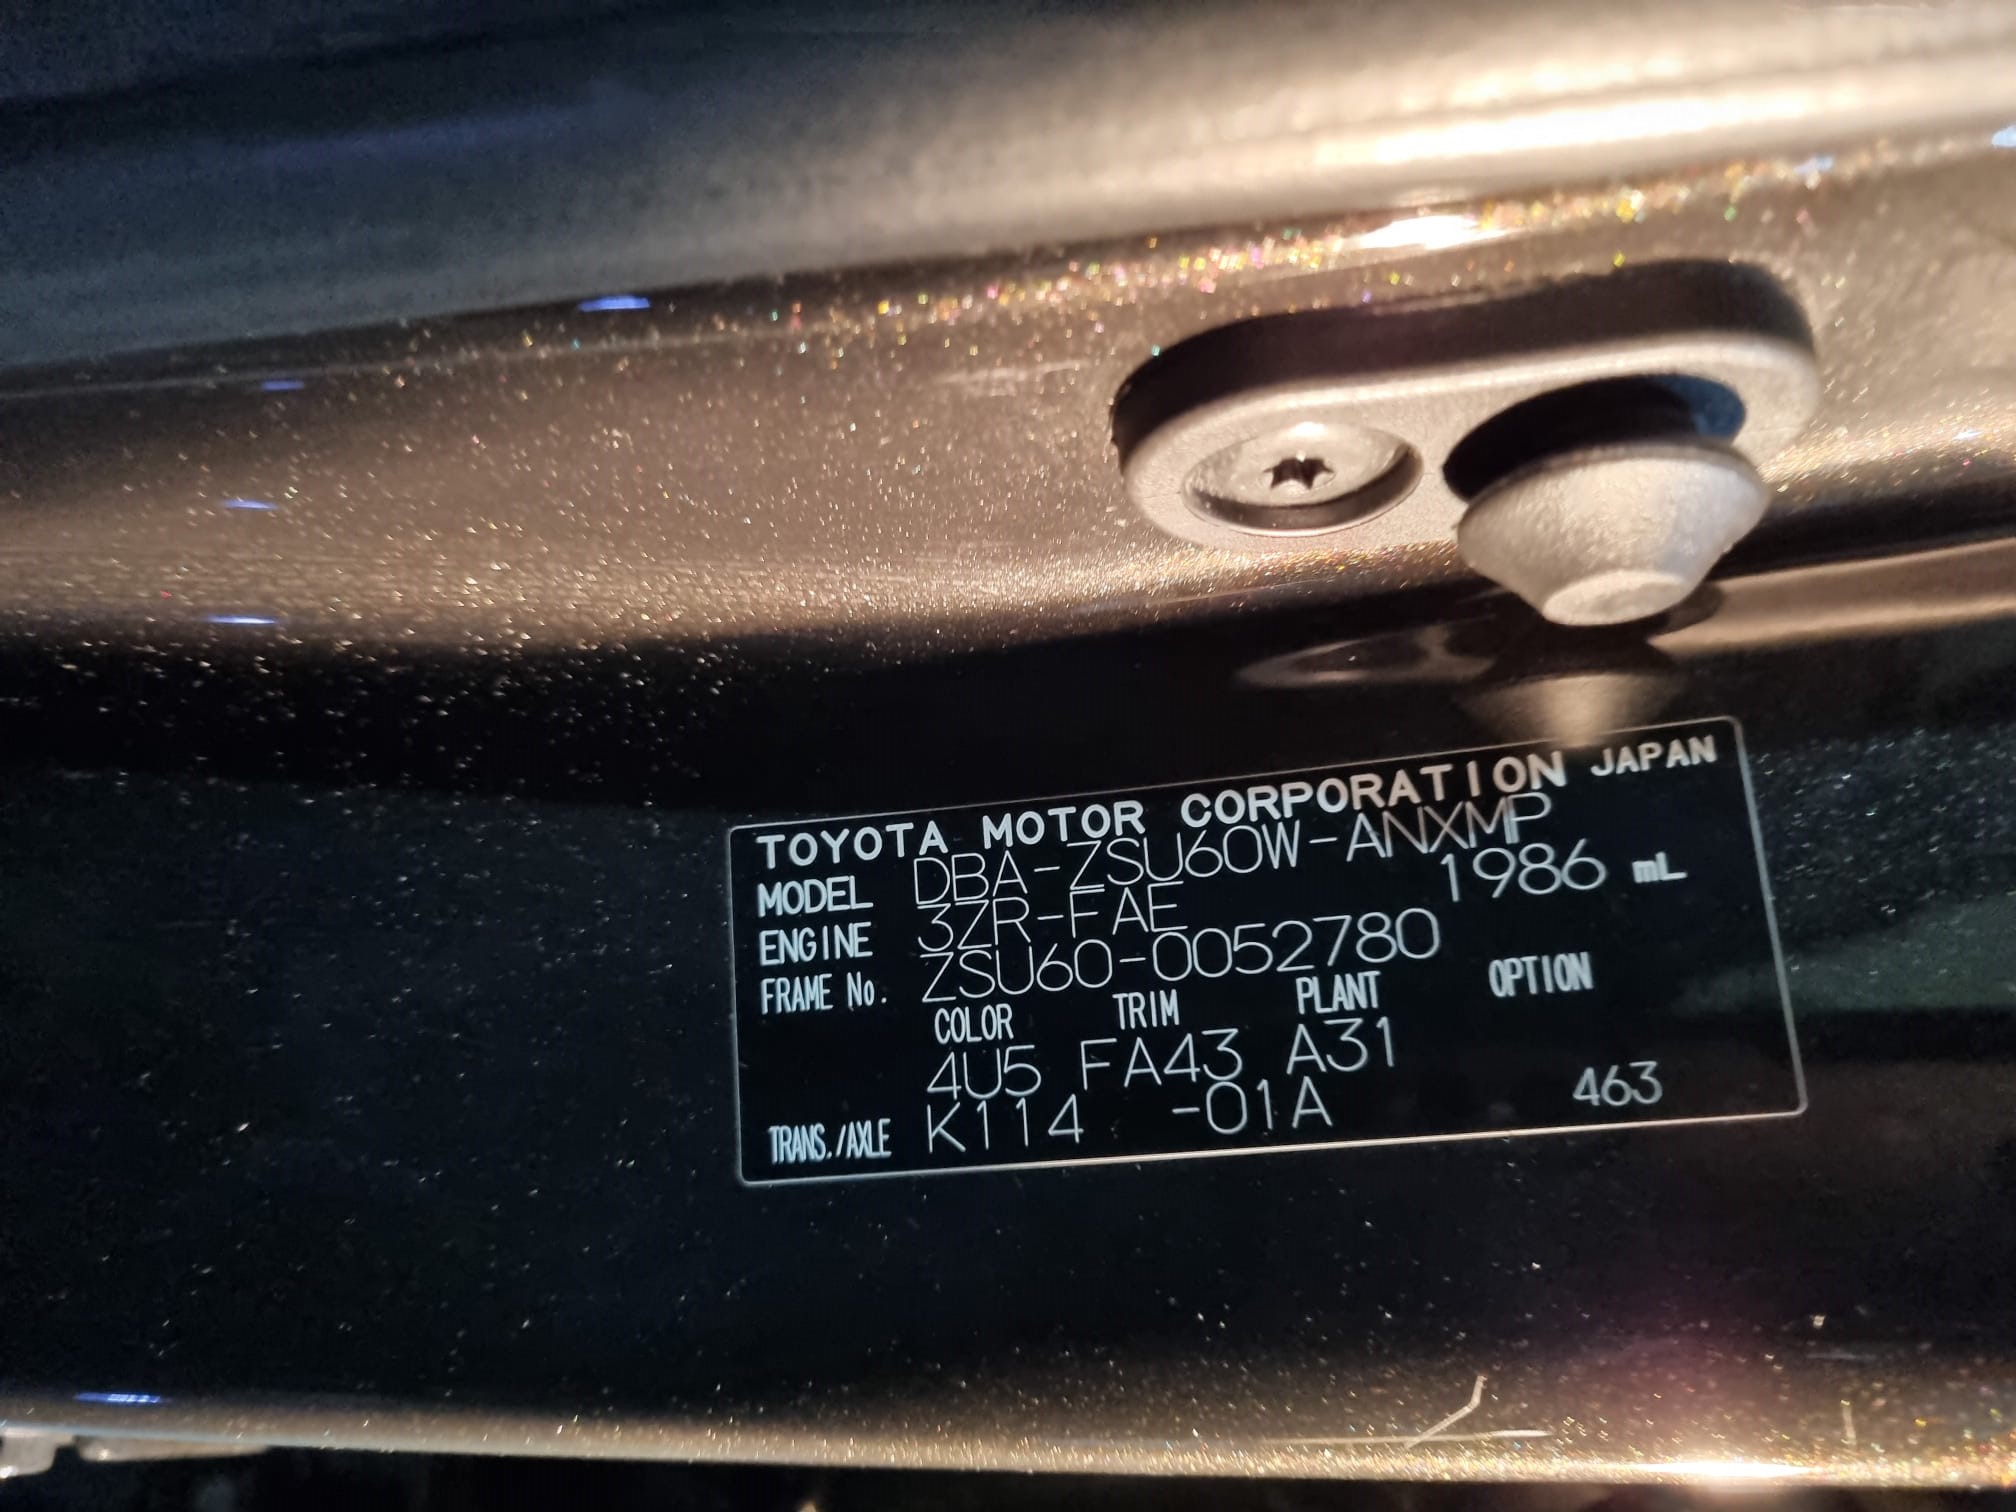 TOYOTA MOTOR CORPORATION JAPAN
MODEL DBA-ZSU60W-ANXMP
ENGINE 3ZR-FAE 1986 mL
FRAME No. ZSU60-0052780
COLOR TRIM PLANT OPTION
4U5 FA43 A31
TRANS./AXLE K114 -01A 463